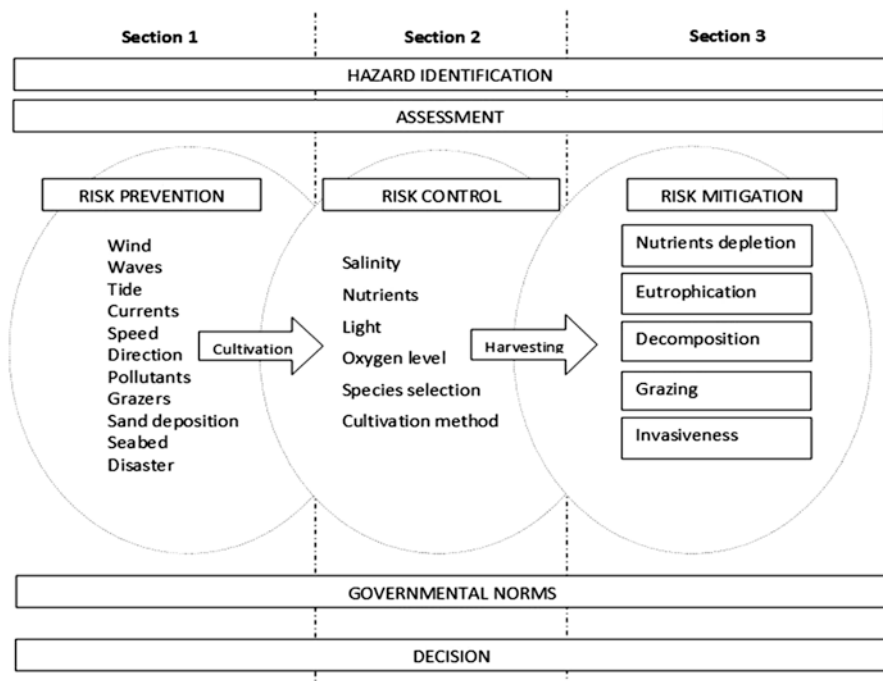 Section 1
Section 2
Section 3
HAZARD IDENTIFICATION
ASSESSMENT
RISK PREVENTION
Wind
Waves
Tide
Currents
Speed
Direction
Pollutants
Grazers
Sand deposition
Seabed
Disaster
Cultivation
RISK CONTROL
Salinity
Nutrients
Light
Oxygen level
Species selection
Cultivation method
Harvesting
RISK MITIGATION
Nutrients depletion
Eutrophication
Decomposition
Grazing
Invasiveness
GOVERNMENTAL NORMS
DECISION